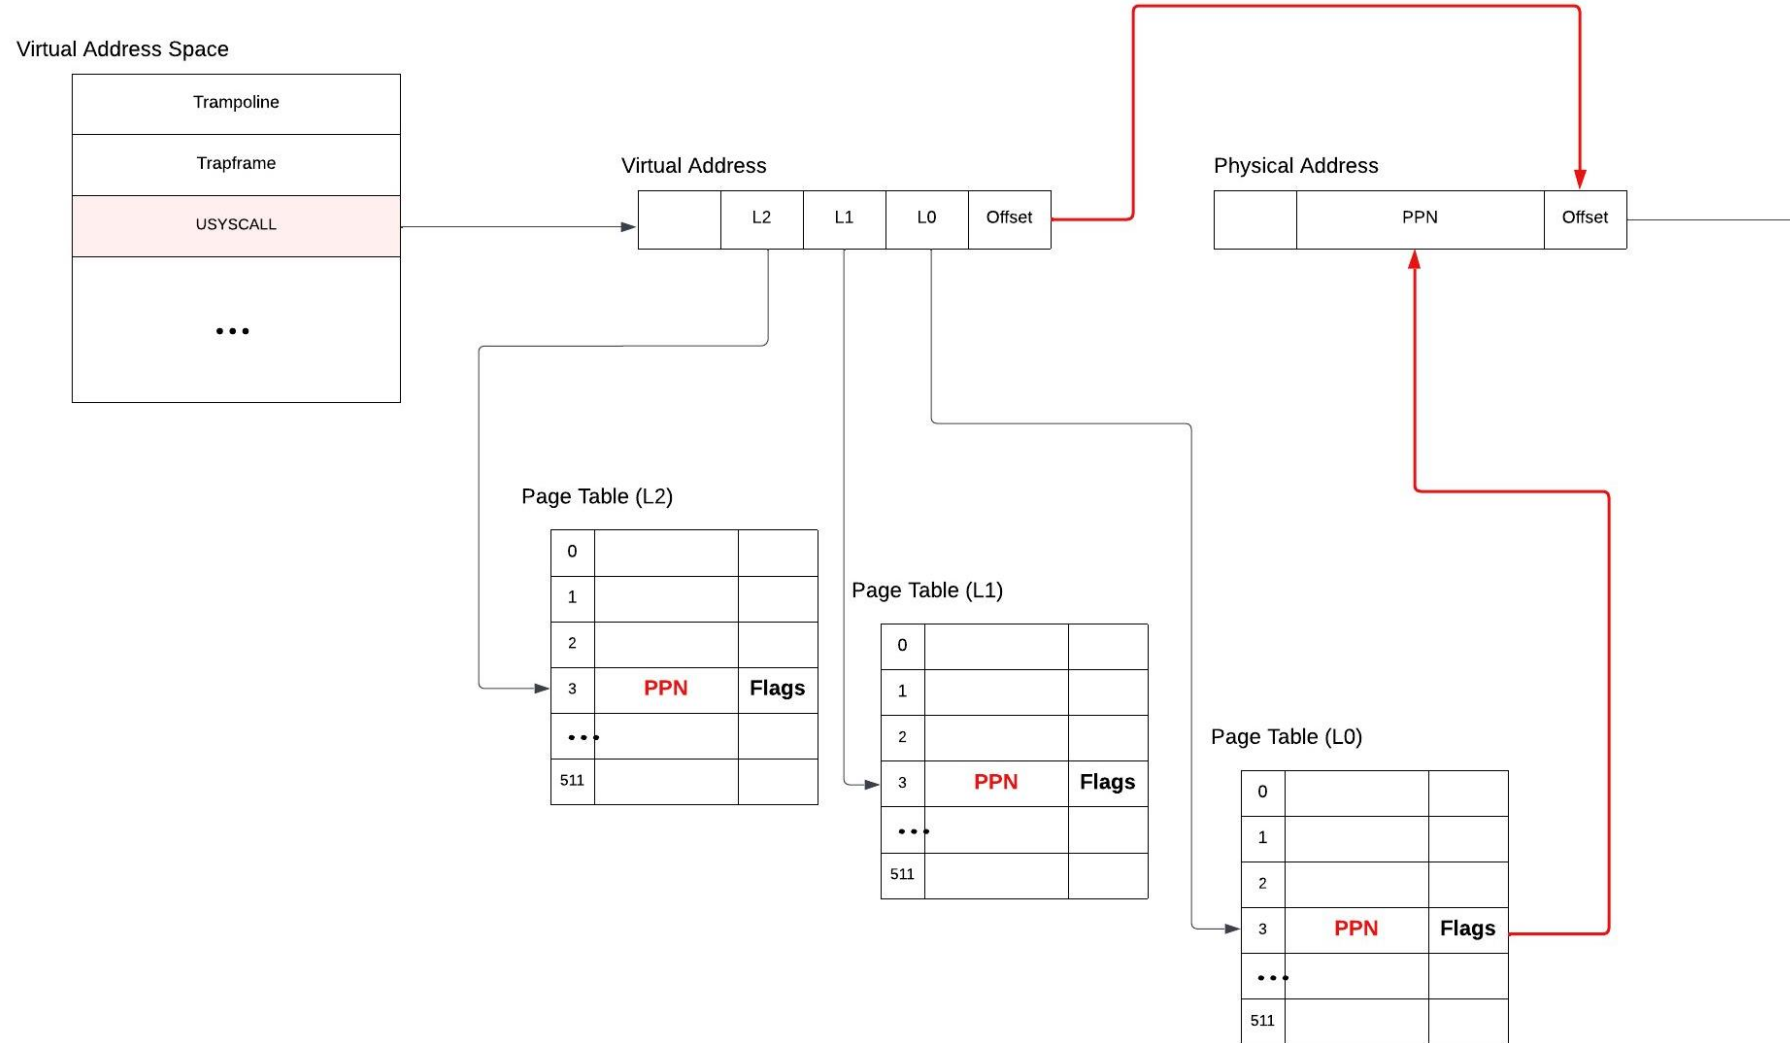 Virtual Address Space
Trampoline
Trapframe
USYSCALL
•••
Virtual Address
L2 L1 L0 Offset
Physical Address
PPN Offset
Page Table (L2)
0
1
2
3 PPN Flags
•••
511
Page Table (L1)
0
1
2
3 PPN Flags
•••
511
Page Table (L0)
0
1
2
3 PPN Flags
•••
511